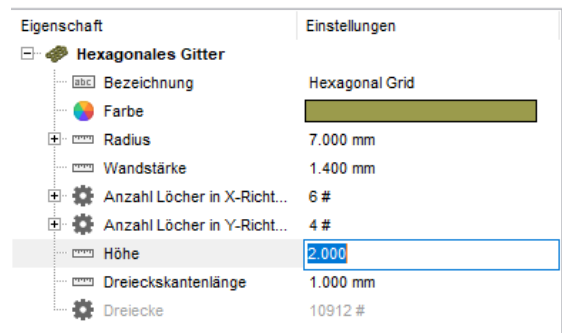 Eigenschaft Einstellungen
Hexagonales Gitter
abc Bezeichnung Hexagonal Grid
Farbe
Radius 7.000 mm
Wandstärke 1.400 mm
Anzahl Löcher in X-Richt... 6 #
Anzahl Löcher in Y-Richt... 4 #
Höhe 2.000
Dreieckskantenlänge 1.000 mm
Dreiecke 10912 #